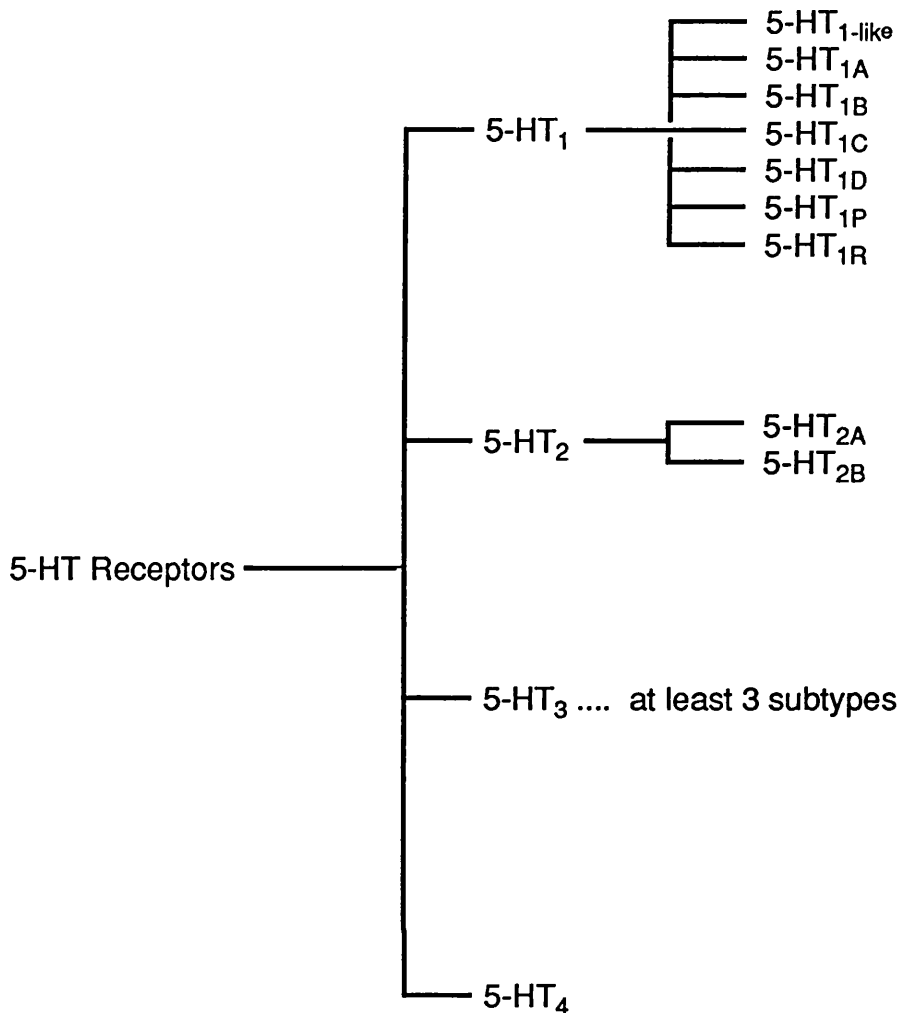 5-HT₁-like
5-HT₁A
5-HT₁B
5-HT₁ 5-HT₁C
5-HT₁D
5-HT₁P
5-HT₁R
5-HT₂A
5-HT₂
5-HT₂B
5-HT Receptors
5-HT₃ .... at least 3 subtypes
5-HT₄